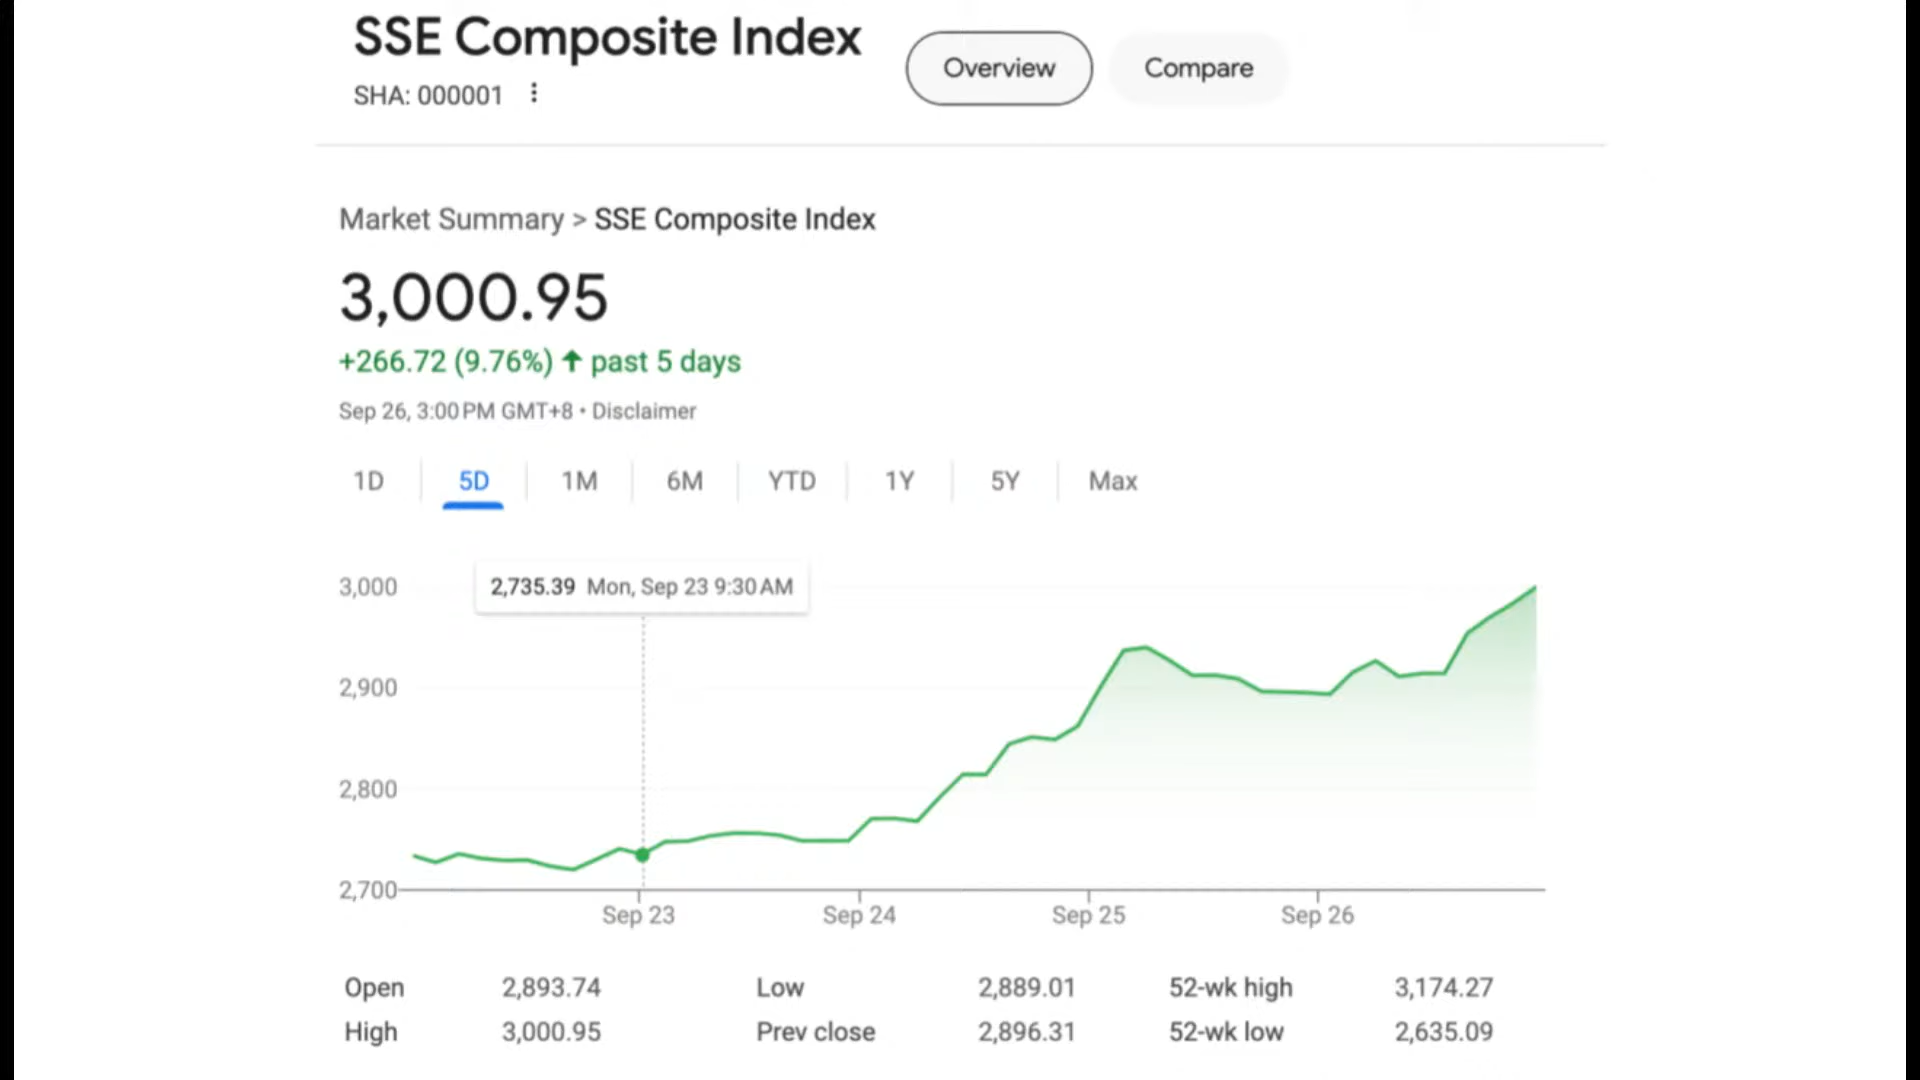 SSE Composite Index
SHA: 000001
Overview
Compare
Market Summary > SSE Composite Index
3,000.95
+266.72 (9.76%) ↑ past 5 days
Sep 26, 3:00 PM GMT+8 • Disclaimer
1D 5D 1M 6M YTD 1Y 5Y Max
2,735.39 Mon, Sep 23 9:30 AM
3,000
2,900
2,800
2,700
Sep 23 Sep 24 Sep 25 Sep 26
Open 2,893.74 Low 2,889.01 52-wk high 3,174.27
High 3,000.95 Prev close 2,896.31 52-wk low 2,635.09